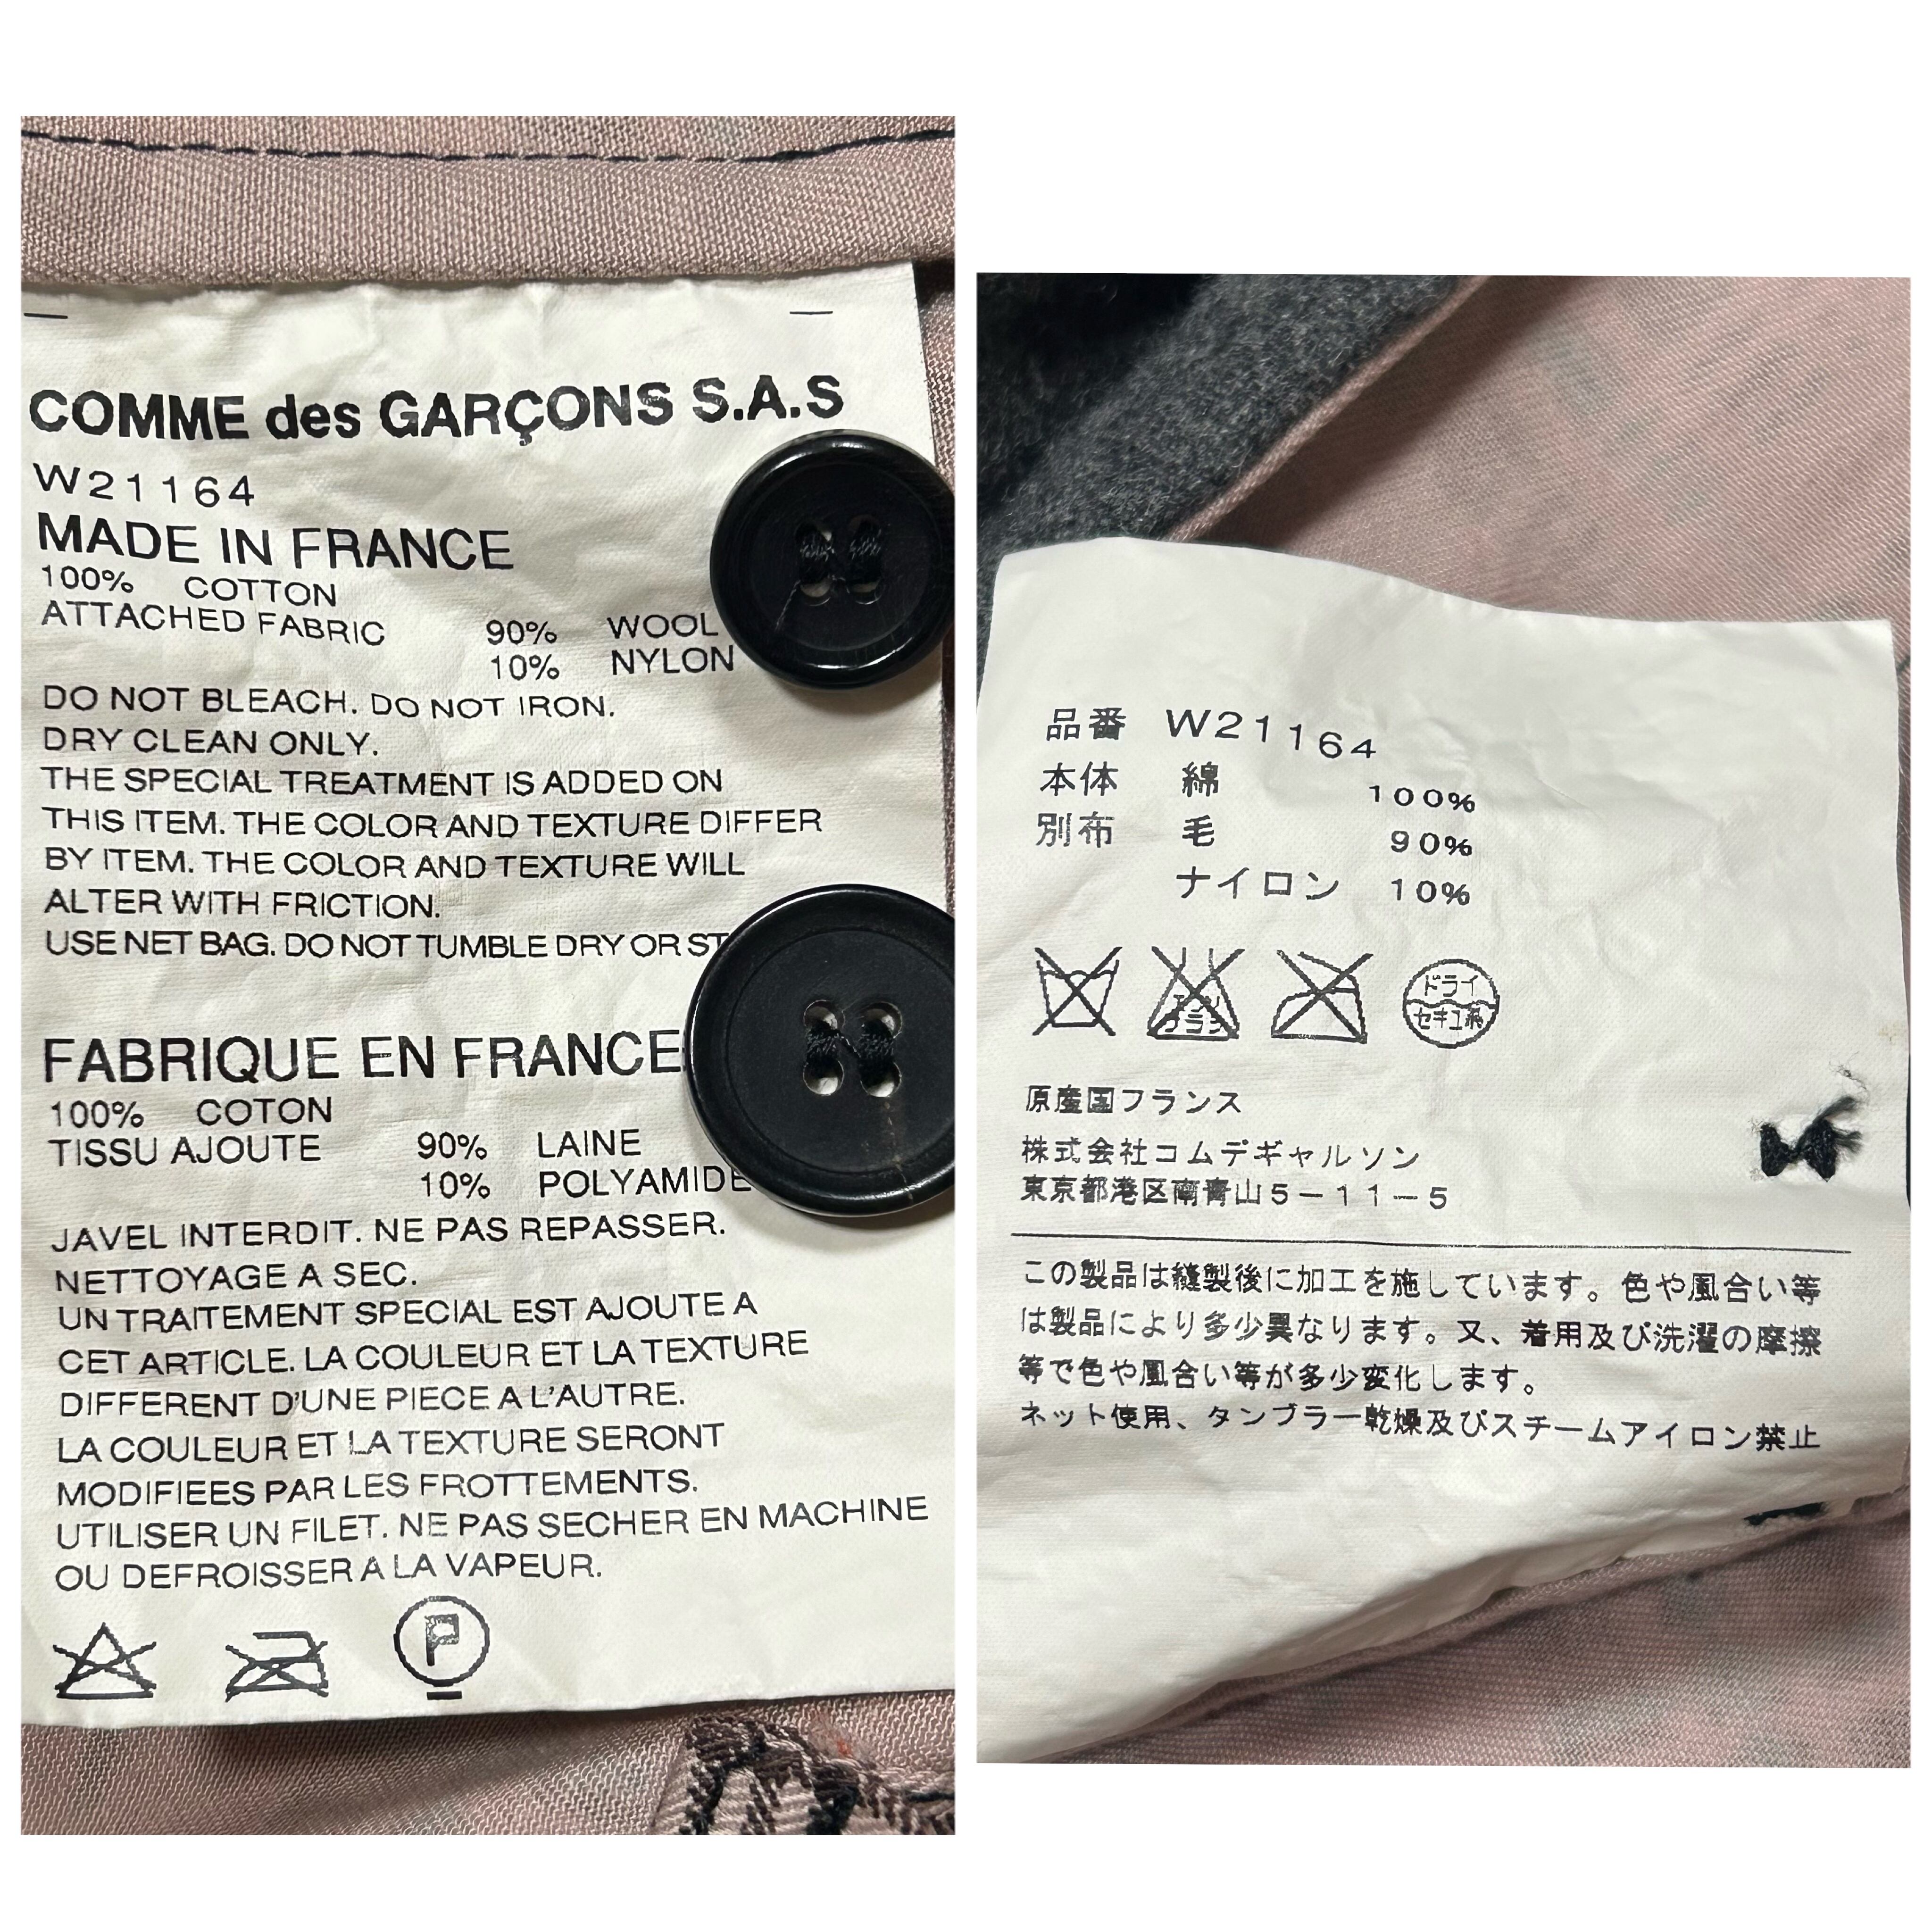 COMME des GARÇONS S.A.S
W21164
MADE IN FRANCE
100% COTTON
ATTACHED FABRIC 90% WOOL
10% NYLON
DO NOT BLEACH. DO NOT IRON.
DRY CLEAN ONLY.
THE SPECIAL TREATMENT IS ADDED ON
THIS ITEM. THE COLOR AND TEXTURE DIFFER
BY ITEM. THE COLOR AND TEXTURE WILL
ALTER WITH FRICTION.
USE NET BAG. DO NOT TUMBLE DRY OR
FABRIQUE EN FRANCE
100% COTON
TISSU AJOUTE 90% LAINE
10% POLYAMIDE
JAVEL INTERDIT. NE PAS REPASSER.
NETTOYAGE A SEC.
UN TRAITEMENT SPECIAL EST AJOUTE A
CET ARTICLE. LA COULEUR ET LA TEXTURE
DIFFERENT D'UNE PIECE A L'AUTRE.
LA COULEUR ET LA TEXTURE SERONT
MODIFIEES PAR LES FROTTEMENTS.
UTILISER UN FILET. NE PAS SECHER EN MACHINE
OU DEFROISSER A LA VAPEUR.
P
品番 W21164
本体 綿 100%
別布 毛 90%
ナイロン 10%
エンソ
サラシ
ドライ
セキユ系
原産国フランス
株式会社コムデギャルソン
東京都港区南青山5-11-5
この製品は縫製後に加工を施しています。色や風合い等
は製品により多少異なります。又、着用及び洗濯の摩擦
等で色や風合い等が多少変化します。
ネット使用、タンブラー乾燥及びスチームアイロン禁止